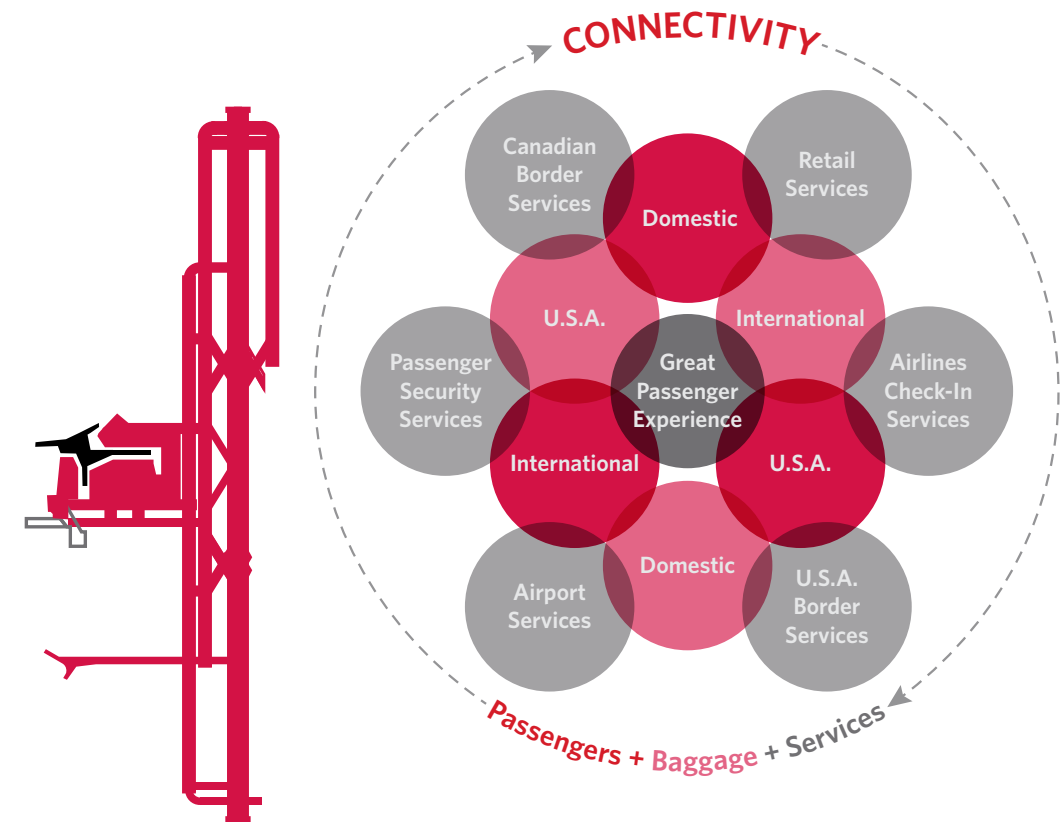 CONNECTIVITY
Canadian
Border
Services
Retail
Services
Domestic
U.S.A.
International
Passenger
Security
Services
Great
Passenger
Experience
Airlines
Check-In
Services
International
U.S.A.
Domestic
Airport
Services
U.S.A.
Border
Services
Passengers + Baggage + Services